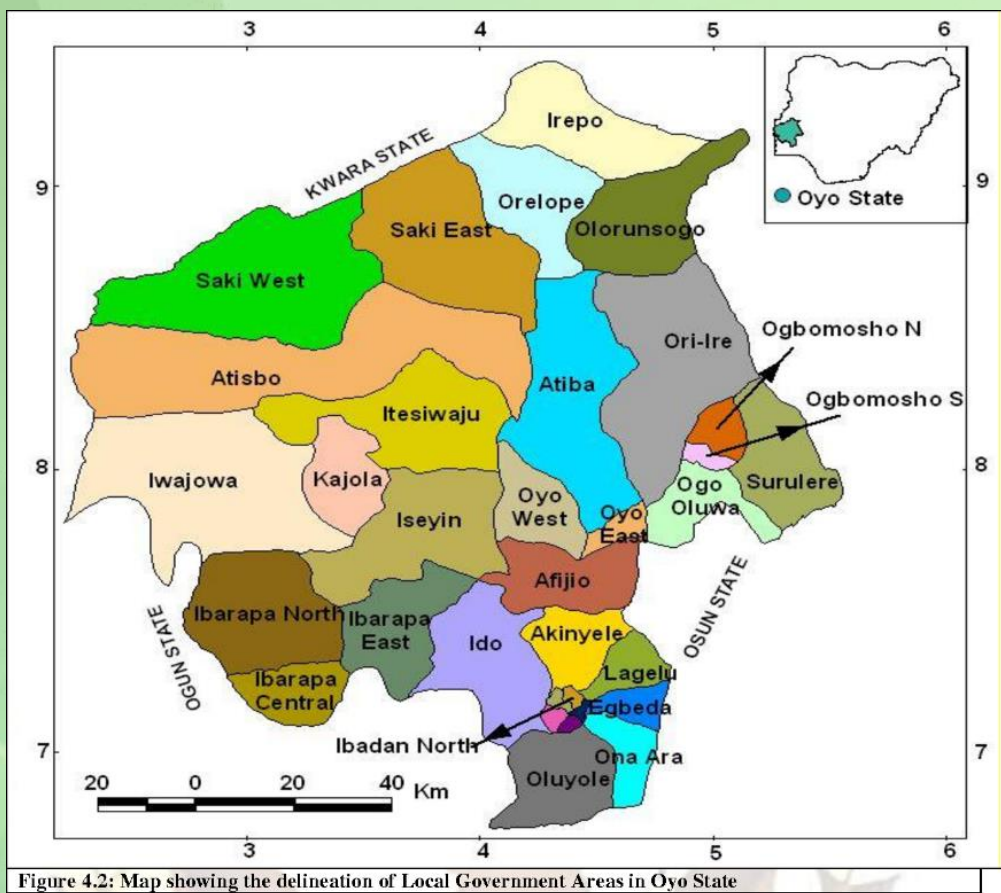 3 4 5 6
KWARA STATE
Irepo
9 9
Orelope
Saki East
Olorunsogo
Oyo State
Saki West
Ogbomosho N
Ori-Ire
Atisbo
Atiba
Itesiwaju
Ogbomosho S
8 8
Iwajowa
Kajola
Surulere
Ogo
Oluwa
Oyo
West
Iseyin
Oyo
East
Afijio
OGUN STATE
OSUN STATE
Ibarapa North
Ibarapa
East
Akinyele
Ido
Lagelu
Ibarapa
Central
Egbeda
Ibadan North
7 7
Ona Ara
Oluyole
20 0 20 40 Km
3 4 5 6
Figure 4.2: Map showing the delineation of Local Government Areas in Oyo State